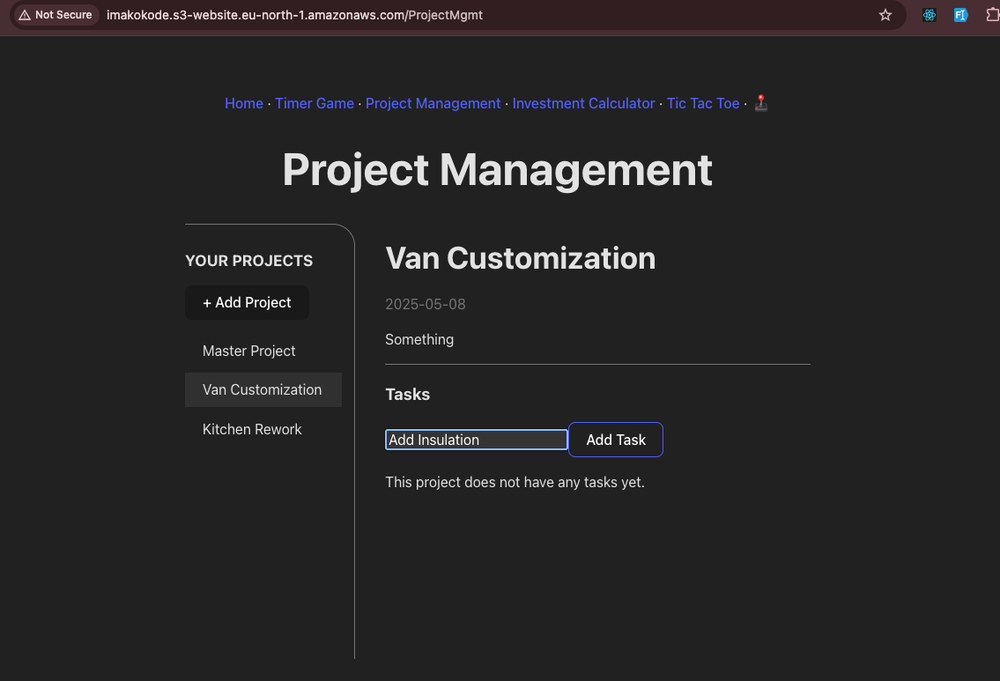 Not Secure imakokode.s3-website.eu-north-1.amazonaws.com/ProjectMgmt
Home · Timer Game · Project Management · Investment Calculator · Tic Tac Toe ·
Project Management
YOUR PROJECTS
+ Add Project
Master Project
Van Customization
Kitchen Rework
Van Customization
2025-05-08
Something
Tasks
Add Insulation Add Task
This project does not have any tasks yet.